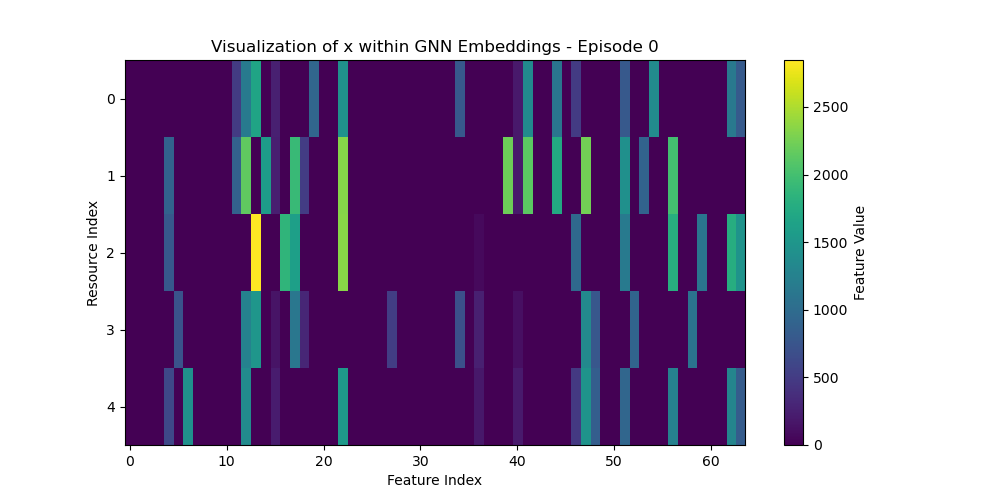 Visualization of x within GNN Embeddings - Episode 0
Resource Index
0
1
2
3
4
0 10 20 30 40 50 60
Feature Index
2500
2000
1500
1000
500
0
Feature Value